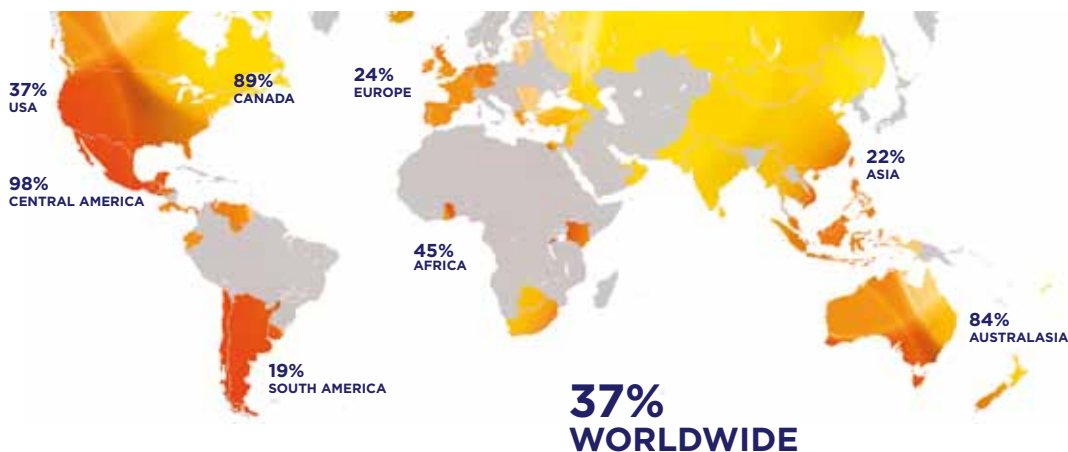 37%
USA
89%
CANADA
24%
EUROPE
22%
ASIA
98%
CENTRAL AMERICA
45%
AFRICA
84%
AUSTRALASIA
19%
SOUTH AMERICA
37%
WORLDWIDE